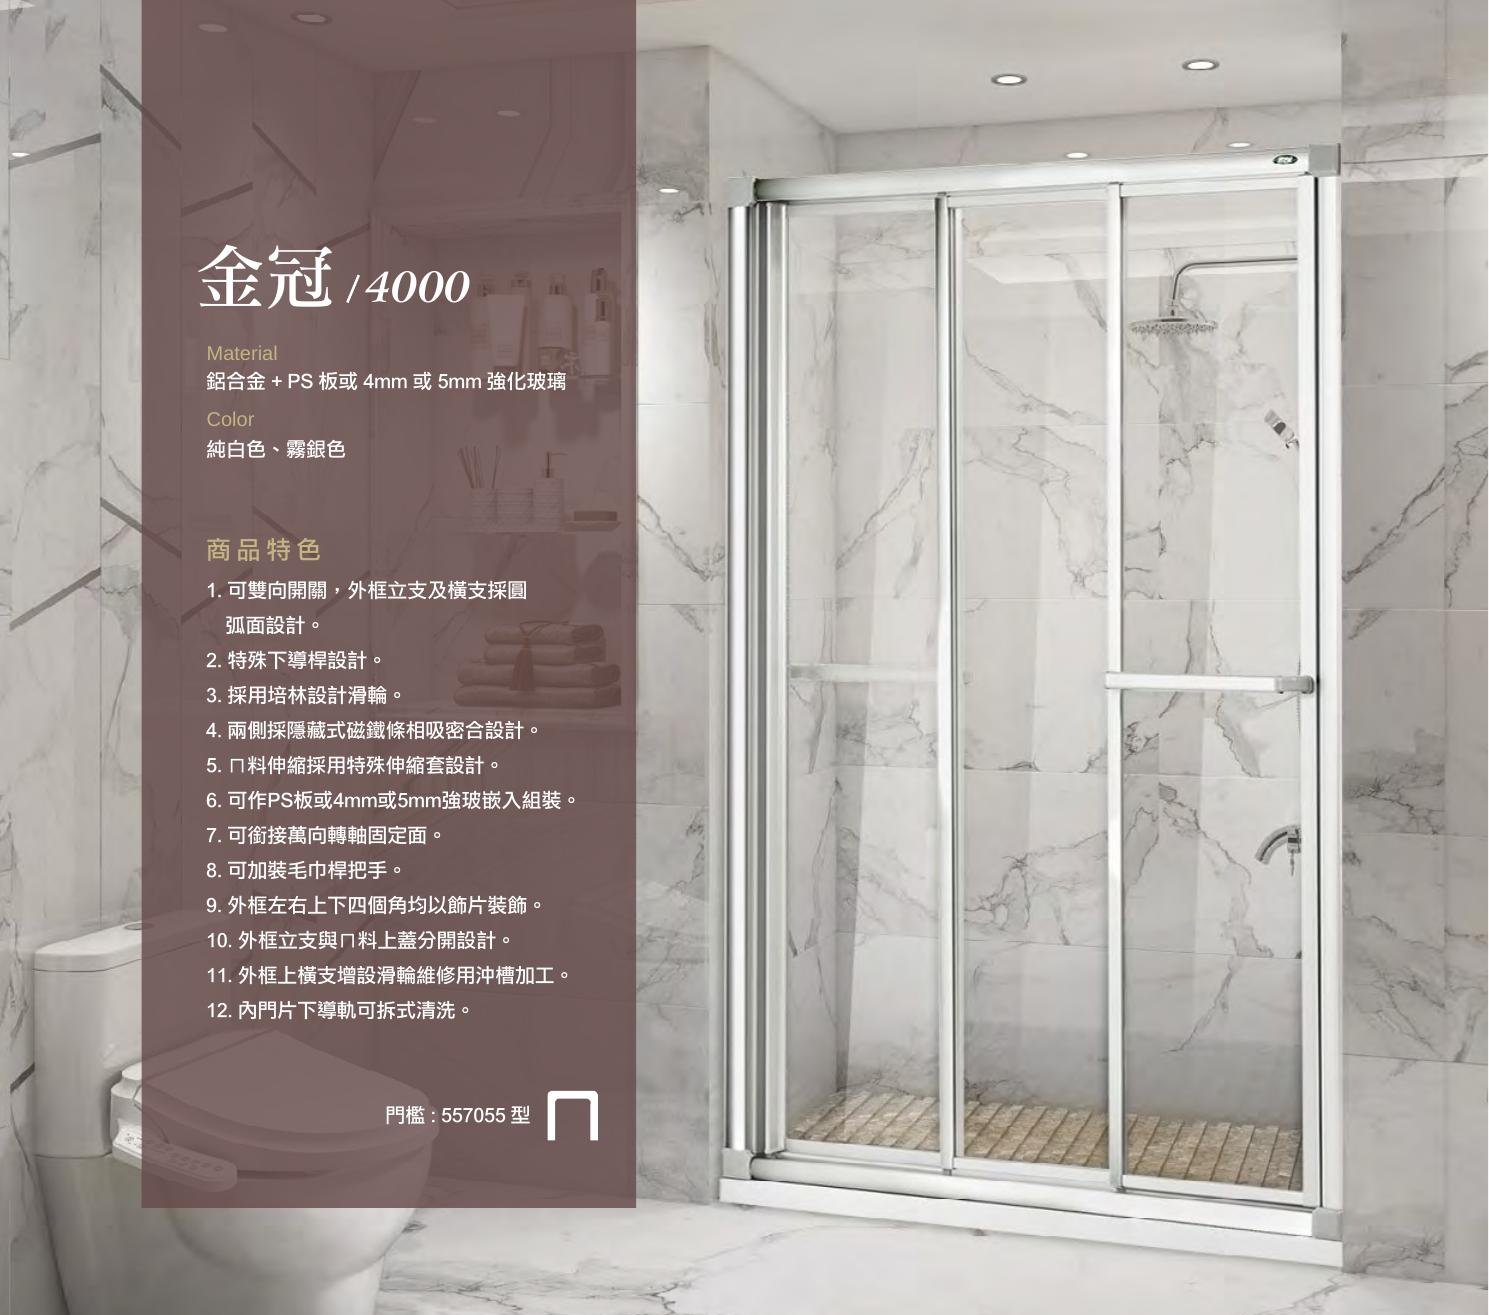 金冠 / 4000
Material
鋁合金 + PS 板或 4mm 或 5mm 強化玻璃
Color
純白色、霧銀色
商品特色
1. 可雙向開關，外框立支及橫支採圓
弧面設計。
2. 特殊下導桿設計。
3. 採用培林設計滑輪。
4. 兩側採隱藏式磁鐵條相吸密合設計。
5. ㄇ料伸縮採用特殊伸縮套設計。
6. 可作PS板或4mm或5mm強玻嵌入組裝。
7. 可銜接萬向轉軸固定面。
8. 可加裝毛巾桿把手。
9. 外框左右上下四個角均以飾片裝飾。
10. 外框立支與ㄇ料上蓋分開設計。
11. 外框上橫支增設滑輪維修用沖槽加工。
12. 內門片下導軌可拆式清洗。
門檻 : 557055 型